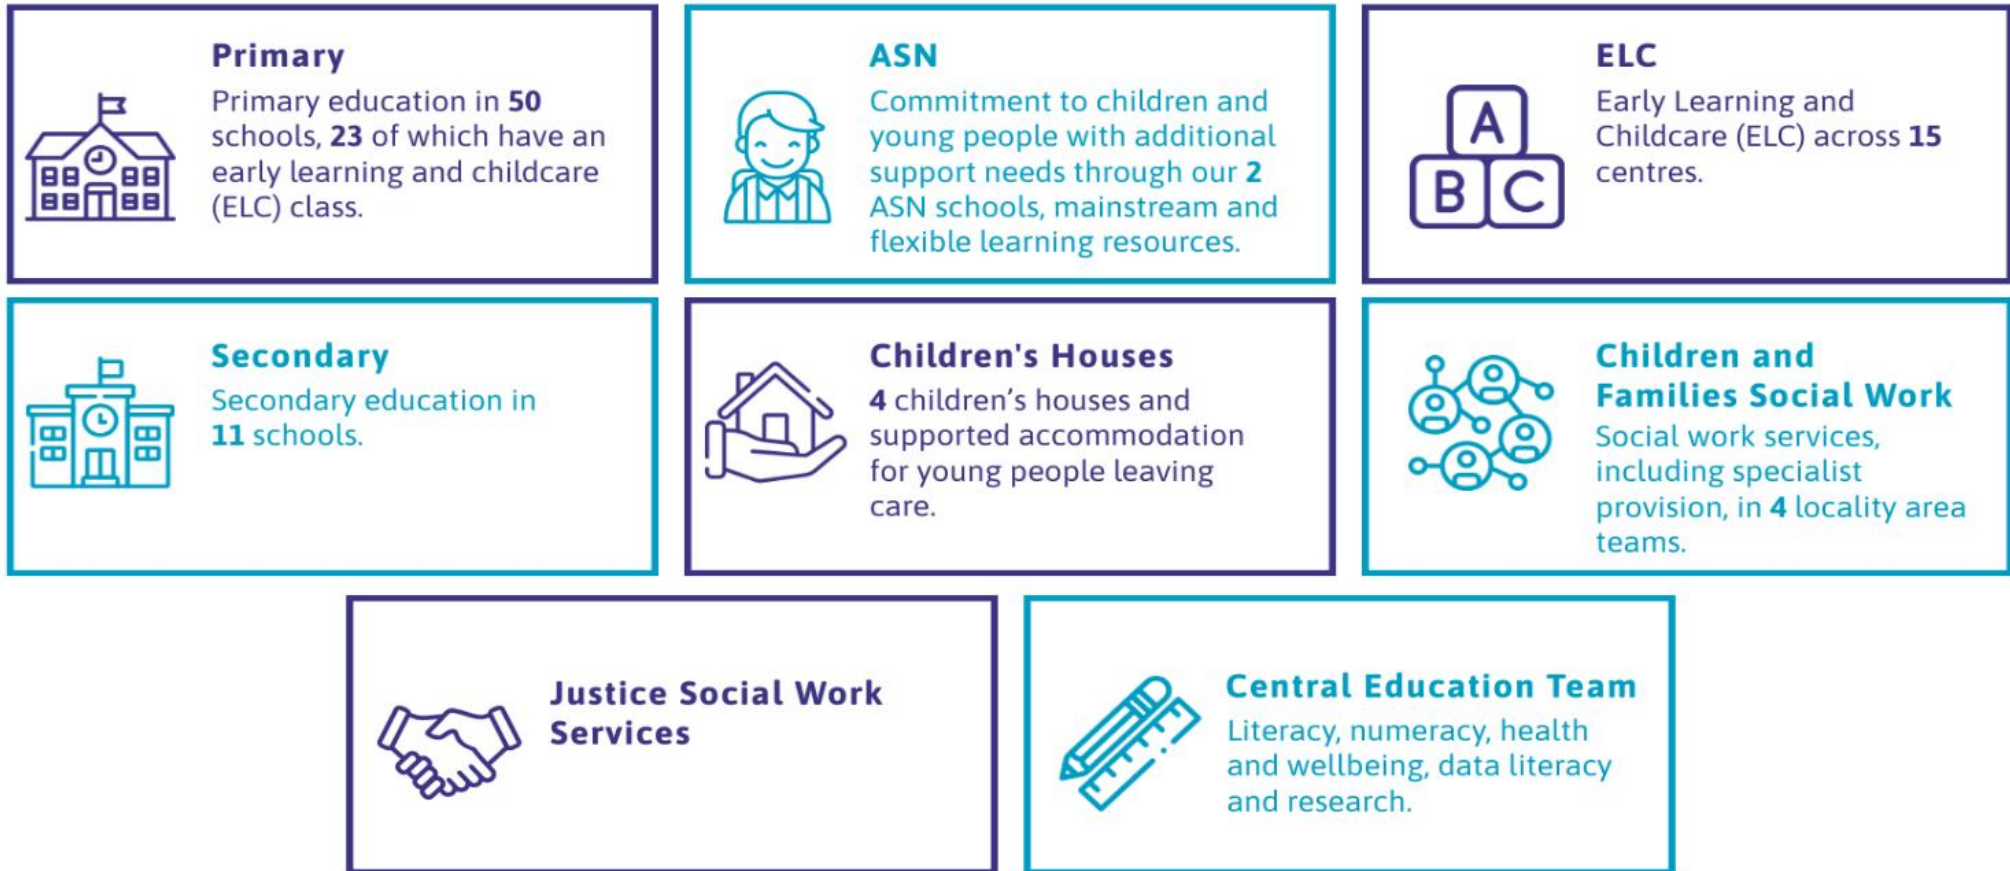 Primary
Primary education in 50
schools, 23 of which have an
early learning and childcare
(ELC) class.
ASN
Commitment to children and
young people with additional
support needs through our 2
ASN schools, mainstream and
flexible learning resources.
A
B C
ELC
Early Learning and
Childcare (ELC) across 15
centres.
Secondary
Secondary education in
11 schools.
Children's Houses
4 children’s houses and
supported accommodation
for young people leaving
care.
Children and
Families Social Work
Social work services,
including specialist
provision, in 4 locality area
teams.
Justice Social Work
Services
Central Education Team
Literacy, numeracy, health
and wellbeing, data literacy
and research.